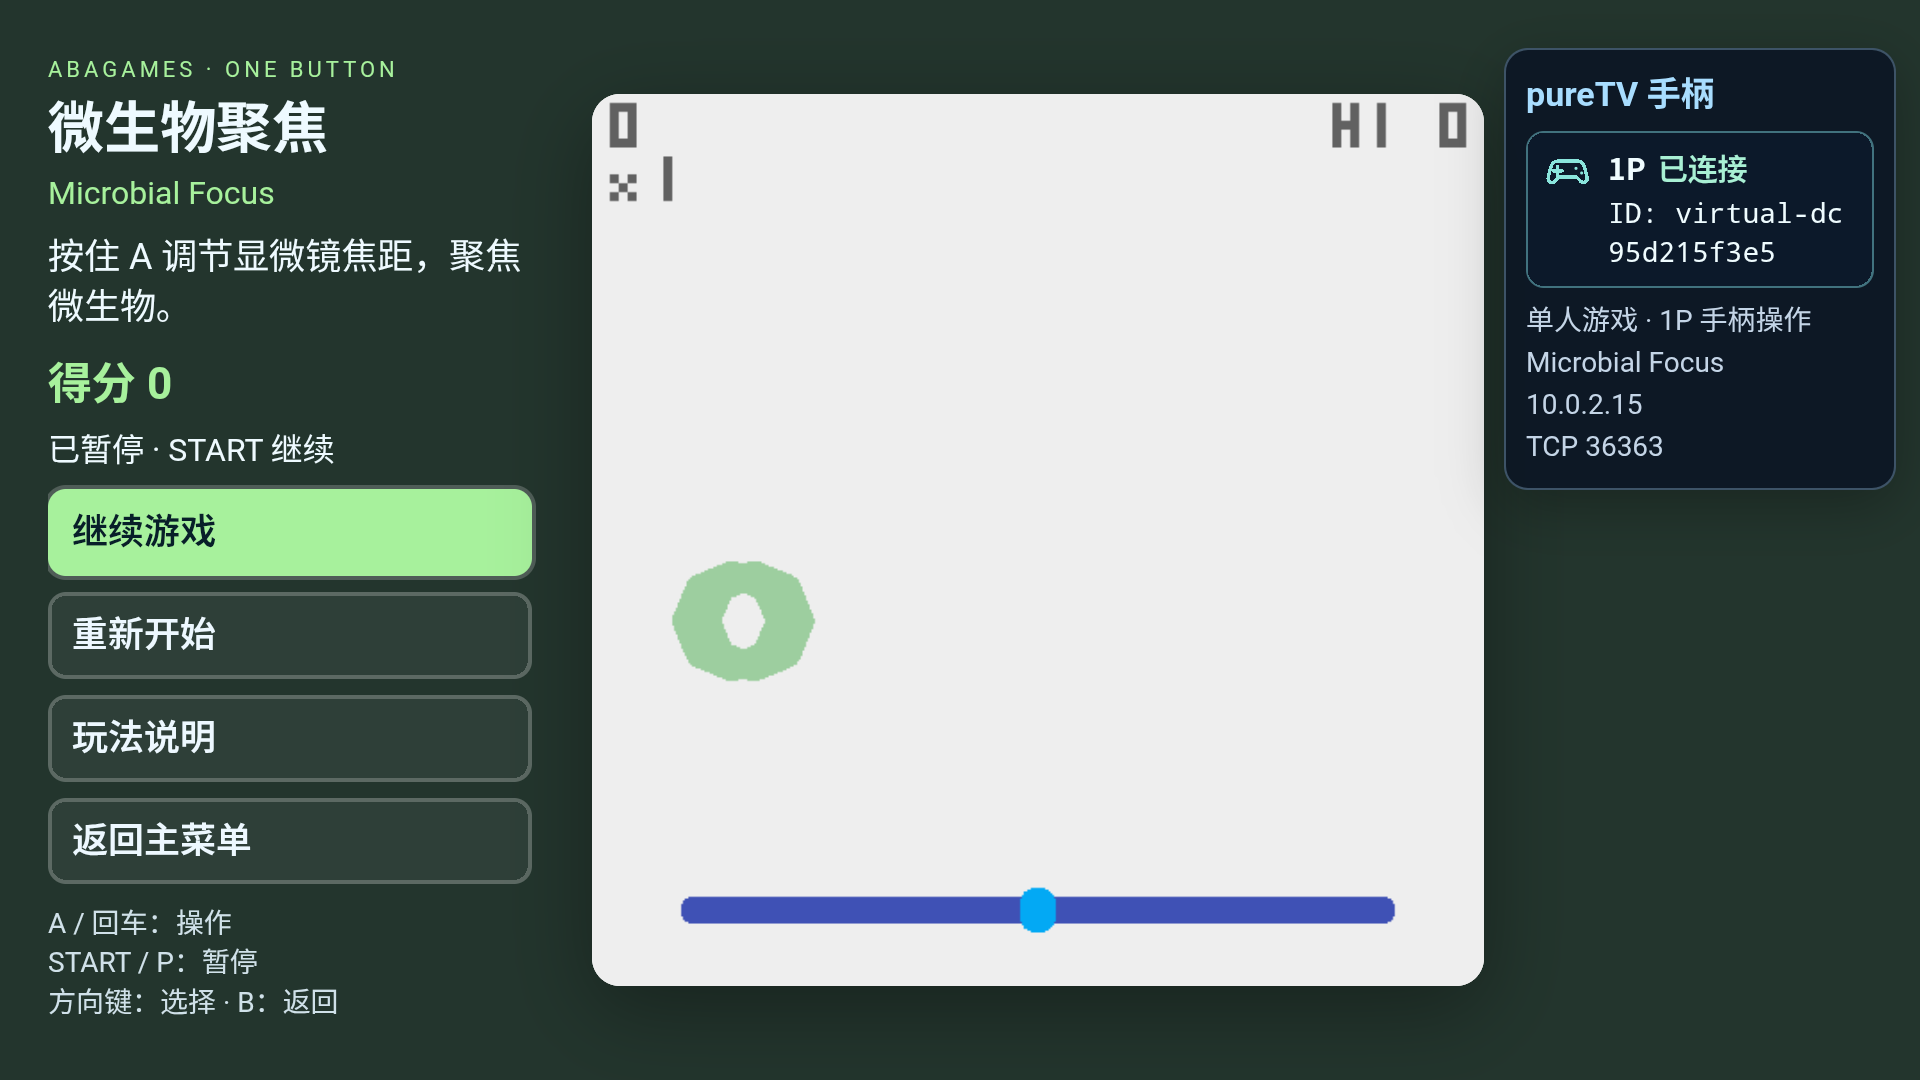 ABAGAMES · ONE BUTTON
微生物聚焦
Microbial Focus
按住 A 调节显微镜焦距，聚焦
微生物。
得分 0
已暂停 · START 继续
继续游戏
重新开始
玩法说明
返回主菜单
A / 回车：操作
START / P：暂停
方向键：选择 · B：返回
0
HI 0
x 1
pureTV 手柄
1P 已连接
ID: virtual-dc
95d215f3e5
单人游戏 · 1P 手柄操作
Microbial Focus
10.0.2.15
TCP 36363